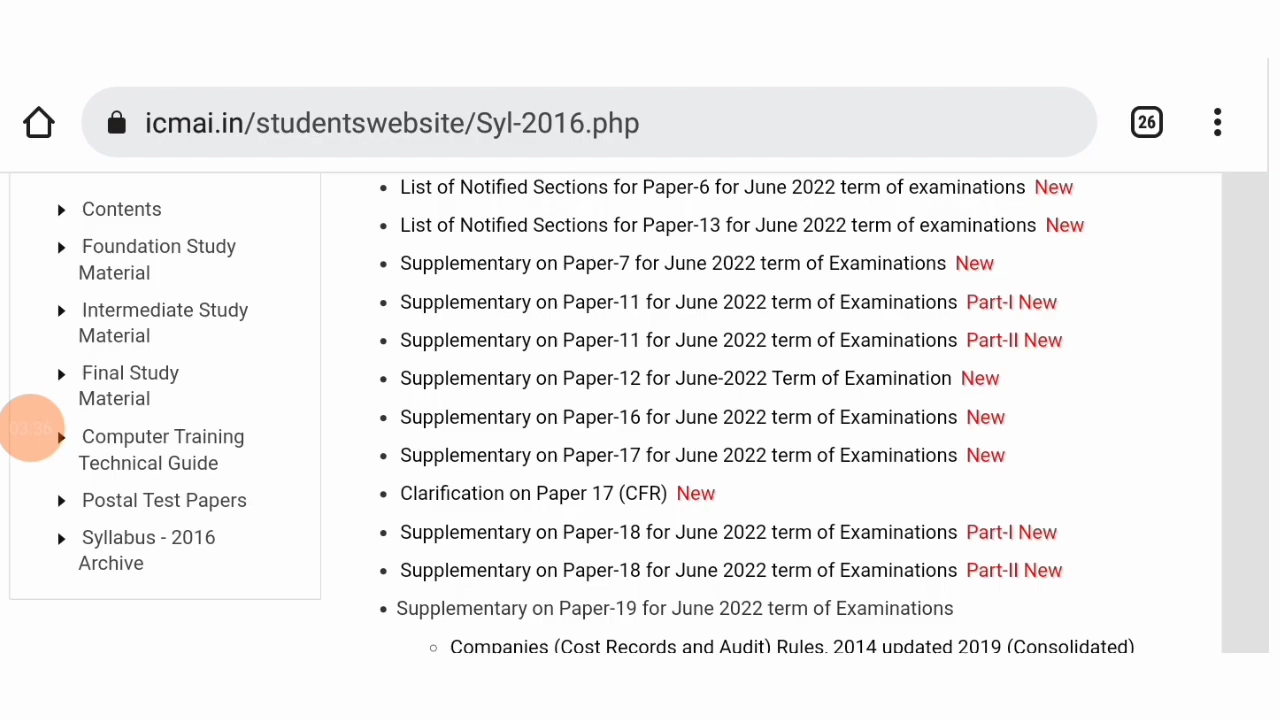 icmai.in/studentswebsite/Syl-2016.php
26
Contents
Foundation Study
Material
Intermediate Study
Material
Final Study
Material
03:36
Computer Training
Technical Guide
Postal Test Papers
Syllabus - 2016
Archive
List of Notified Sections for Paper-6 for June 2022 term of examinations New
List of Notified Sections for Paper-13 for June 2022 term of examinations New
Supplementary on Paper-7 for June 2022 term of Examinations New
Supplementary on Paper-11 for June 2022 term of Examinations Part-I New
Supplementary on Paper-11 for June 2022 term of Examinations Part-II New
Supplementary on Paper-12 for June-2022 Term of Examination New
Supplementary on Paper-16 for June 2022 term of Examinations New
Supplementary on Paper-17 for June 2022 term of Examinations New
Clarification on Paper 17 (CFR) New
Supplementary on Paper-18 for June 2022 term of Examinations Part-I New
Supplementary on Paper-18 for June 2022 term of Examinations Part-II New
Supplementary on Paper-19 for June 2022 term of Examinations
Companies (Cost Records and Audit) Rules, 2014 updated 2019 (Consolidated)